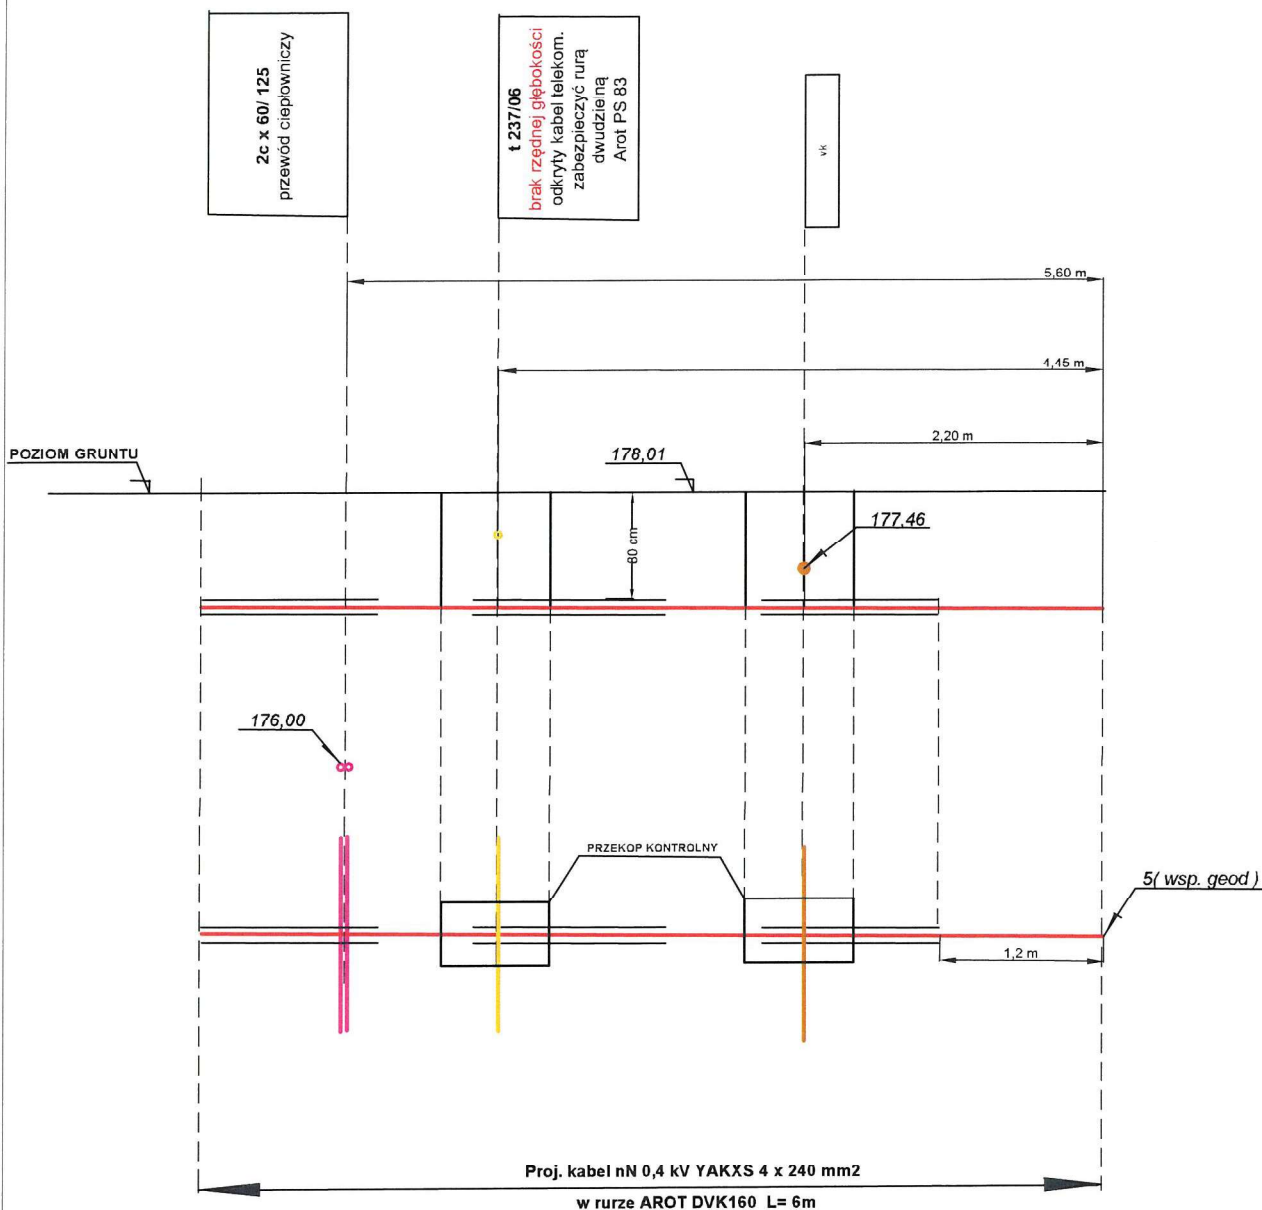 2c x 60/ 125
przewód ciepłowniczy
t 237/06
brak rzędnej głębokości
odkryty kabel telekom.
zabezpieczyć rurą
dwudzielną
Arot PS 83
vk
5,60 m
4,45 m
2,20 m
POZIOM GRUNTU
178,01
177,46
80 cm
176,00
PRZEKOP KONTROLNY
5( wsp. geod )
1,2 m
Proj. kabel nN 0,4 kV YAKXS 4 x 240 mm2
w rurze AROT DVK160 L= 6m